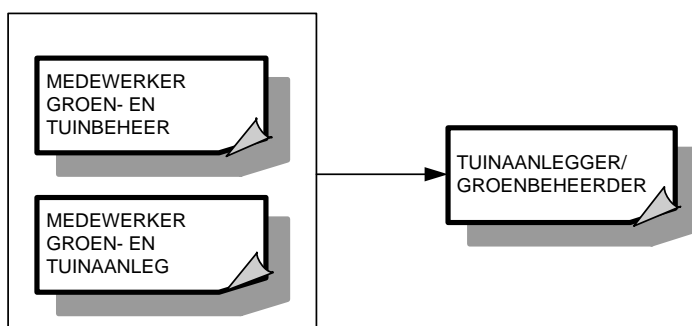 MEDEWERKER
GROEN- EN
TUINBEHEER
MEDEWERKER
GROEN- EN
TUINAANLEG
TUINAANLEGGER/
GROENBEHEERDER